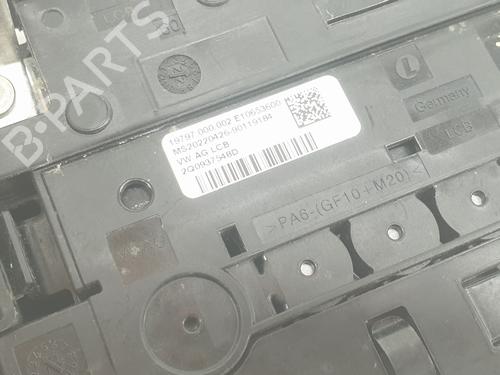 B-PARTS
19797 000.002 E10653600
MS20220426-90119184
VW AG LCB
2Q0937548D
Germany
LCB
>PA6-(GF10+M20)<